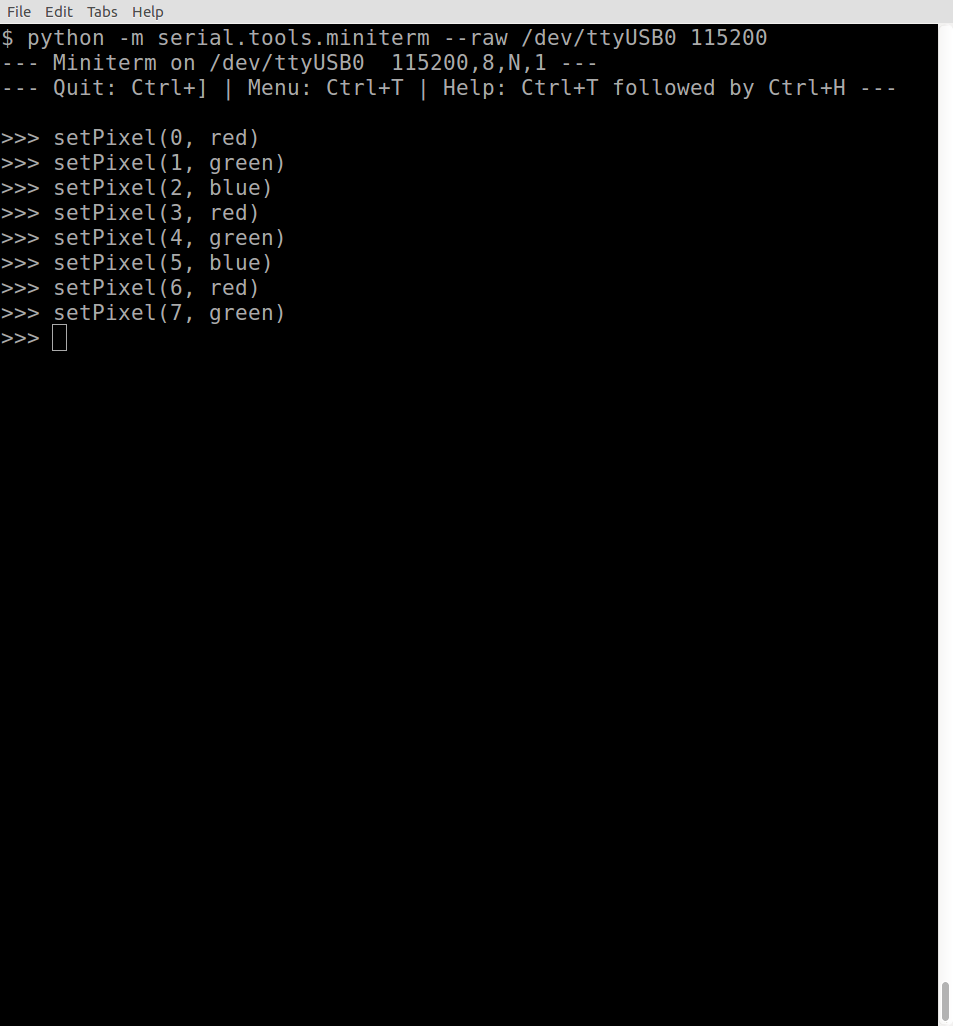 File Edit Tabs Help
$ python -m serial.tools.miniterm --raw /dev/ttyUSB0 115200
--- Miniterm on /dev/ttyUSB0  115200,8,N,1 ---
--- Quit: Ctrl+] | Menu: Ctrl+T | Help: Ctrl+T followed by Ctrl+H ---
>>> setPixel(0, red)
>>> setPixel(1, green)
>>> setPixel(2, blue)
>>> setPixel(3, red)
>>> setPixel(4, green)
>>> setPixel(5, blue)
>>> setPixel(6, red)
>>> setPixel(7, green)
>>>